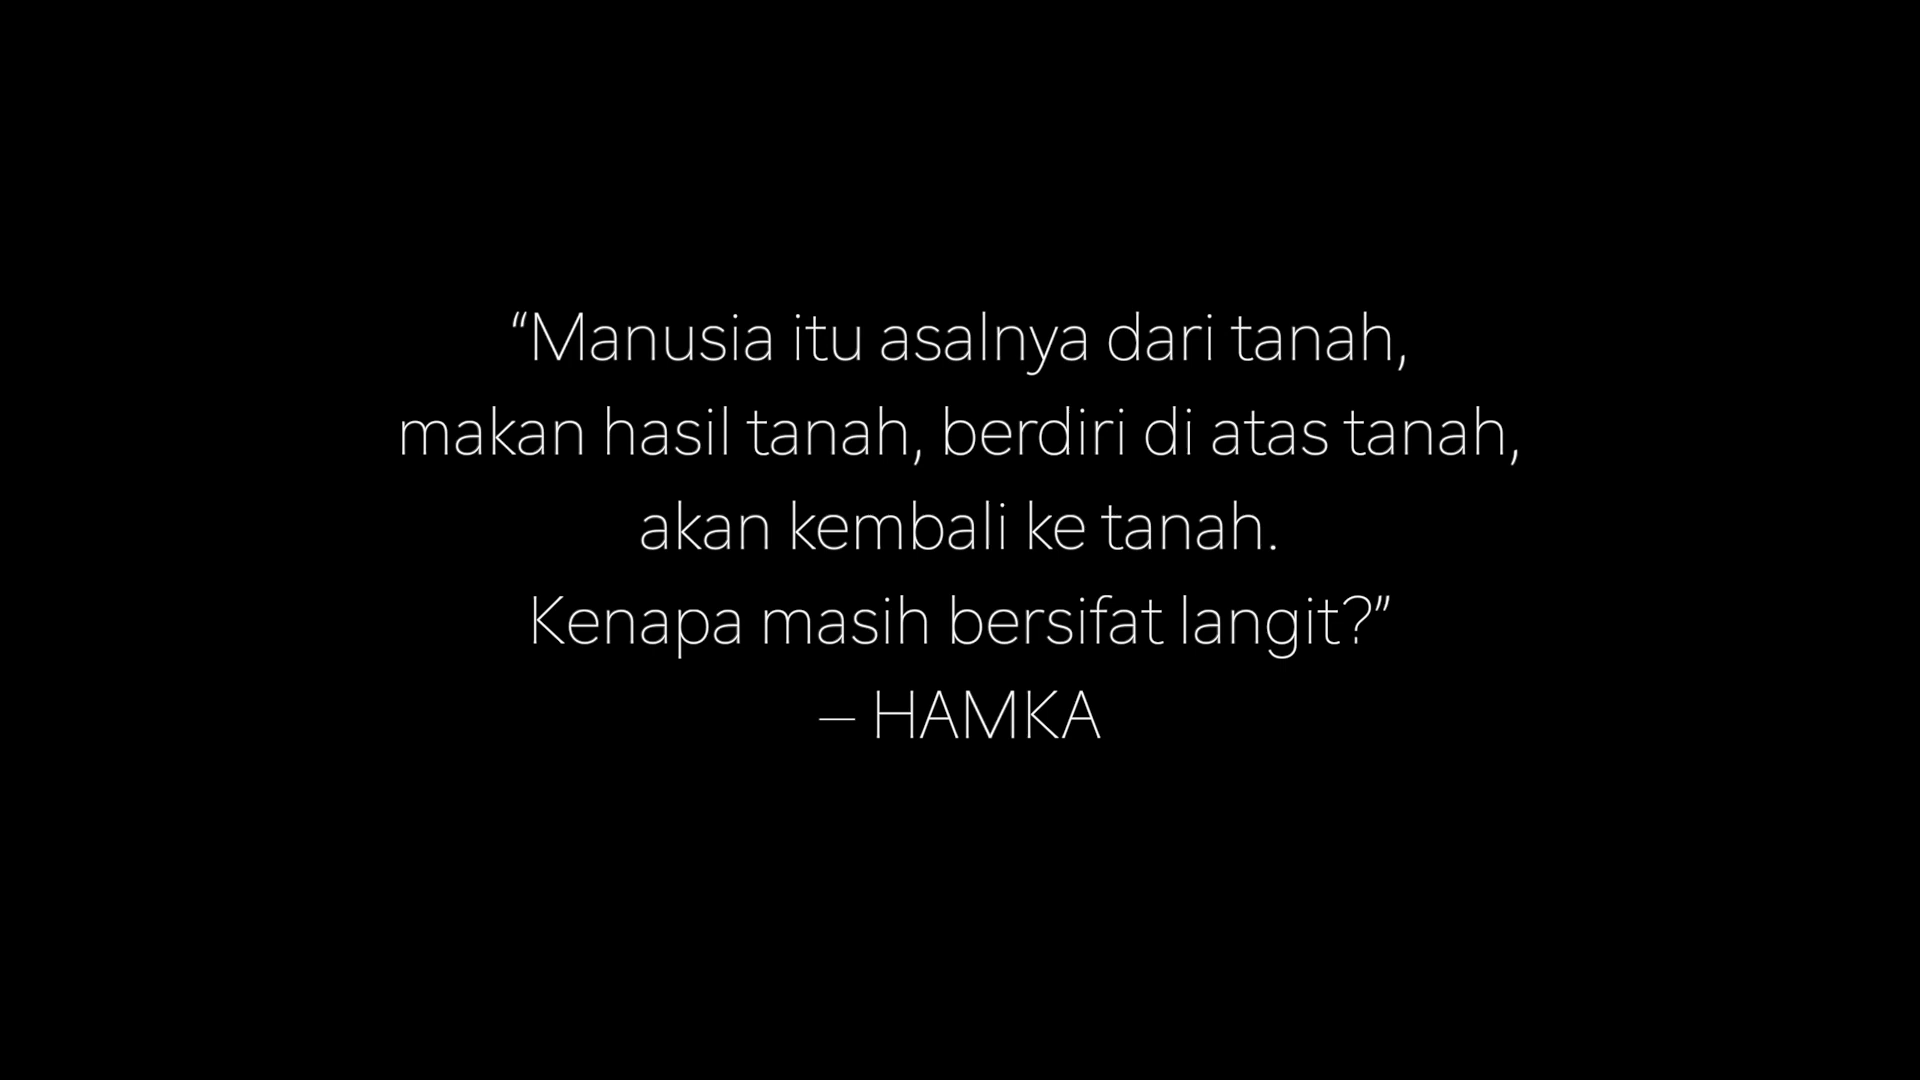 “Manusia itu asalnya dari tanah,
makan hasil tanah, berdiri di atas tanah,
akan kembali ke tanah.
Kenapa masih bersifat langit?”
– HAMKA